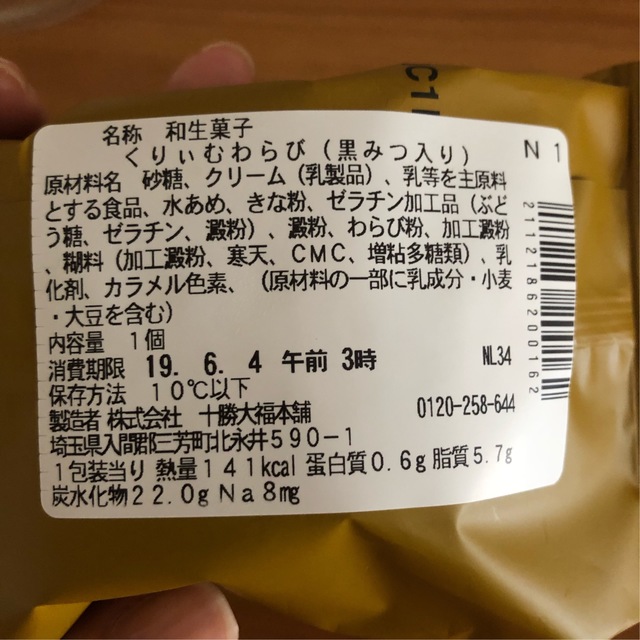 C1
名称 和生菓子
くりぃむわらび(黒みつ入り) N 1
原材料名 砂糖、クリーム(乳製品)、乳等を主原料
とする食品、水あめ、きな粉、ゼラチン加工品(ぶど
う糖、ゼラチン、澱粉)、澱粉、わらび粉、加工澱粉
、糊料(加工澱粉、寒天、CMC、増粘多糖類)、乳
化剤、カラメル色素、(原材料の一部に乳成分・小麦
・大豆を含む)
内容量 1個
消費期限 19. 6. 4 午前 3時 NL34
保存方法 10℃以下
製造者 株式会社 十勝大福本舗 0120-258-644
埼玉県入間郡三芳町北永井590-1
1包装当り 熱量141kcal 蛋白質0.6g 脂質5.7g
炭水化物22.0g Na8mg
2111218620016 2